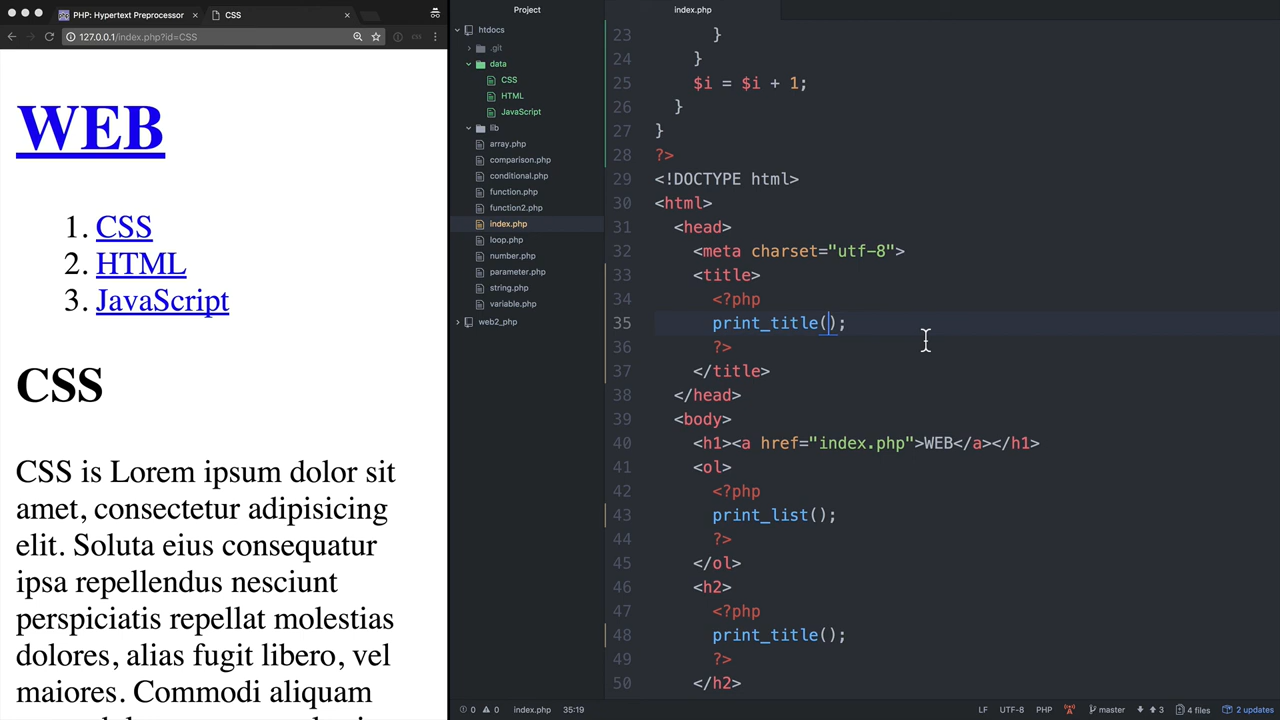 PHP: Hypertext Preprocessor
CSS
127.0.0.1/index.php?id=CSS
WEB
1. CSS
2. HTML
3. JavaScript
CSS
CSS is Lorem ipsum dolor sit
amet, consectetur adipisicing
elit. Soluta eius consequatur
ipsa repellendus nesciunt
perspiciatis repellat molestias
dolores, alias fugit libero, vel
maiores. Commodi aliquam
Project
htdocs
.git
data
CSS
HTML
JavaScript
lib
array.php
comparison.php
conditional.php
function.php
function2.php
index.php
loop.php
number.php
parameter.php
string.php
variable.php
web2_php
index.php
23 }
24 }
25 $i = $i + 1;
26 }
27 }
28 ?>
29 <!DOCTYPE html>
30 <html>
31 <head>
32 <meta charset="utf-8">
33 <title>
34 <?php
35 print_title();
36 ?>
37 </title>
38 </head>
39 <body>
40 <h1><a href="index.php">WEB</a></h1>
41 <ol>
42 <?php
43 print_list();
44 ?>
45 </ol>
46 <h2>
47 <?php
48 print_title();
49 ?>
50 </h2>
0 0 index.php 35:19 LF UTF-8 PHP master 3 4 files 2 updates